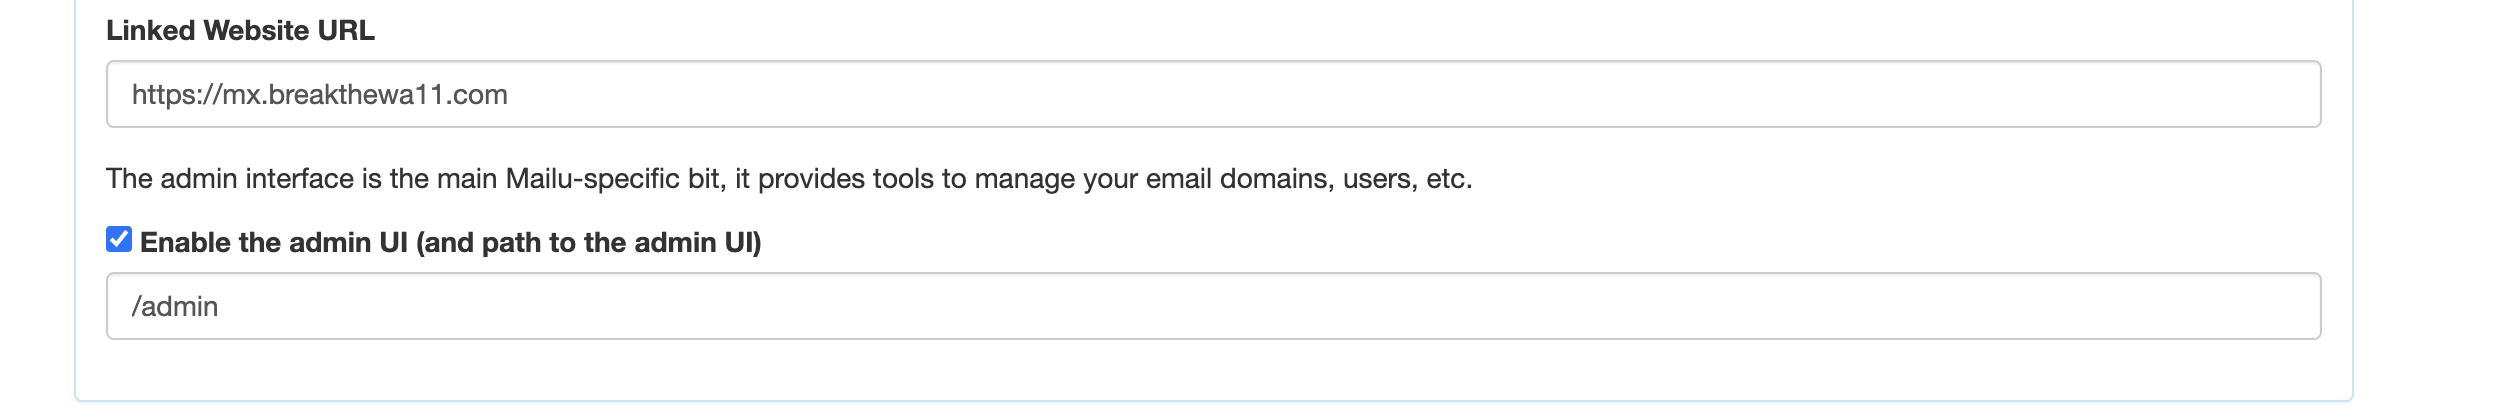 Linked Website URL
https://mx.breakthewa11.com
The admin interface is the main Mailu-specific bit, it provides tools to manage your email domains, users, etc.
Enable the admin UI (and path to the admin UI)
/admin